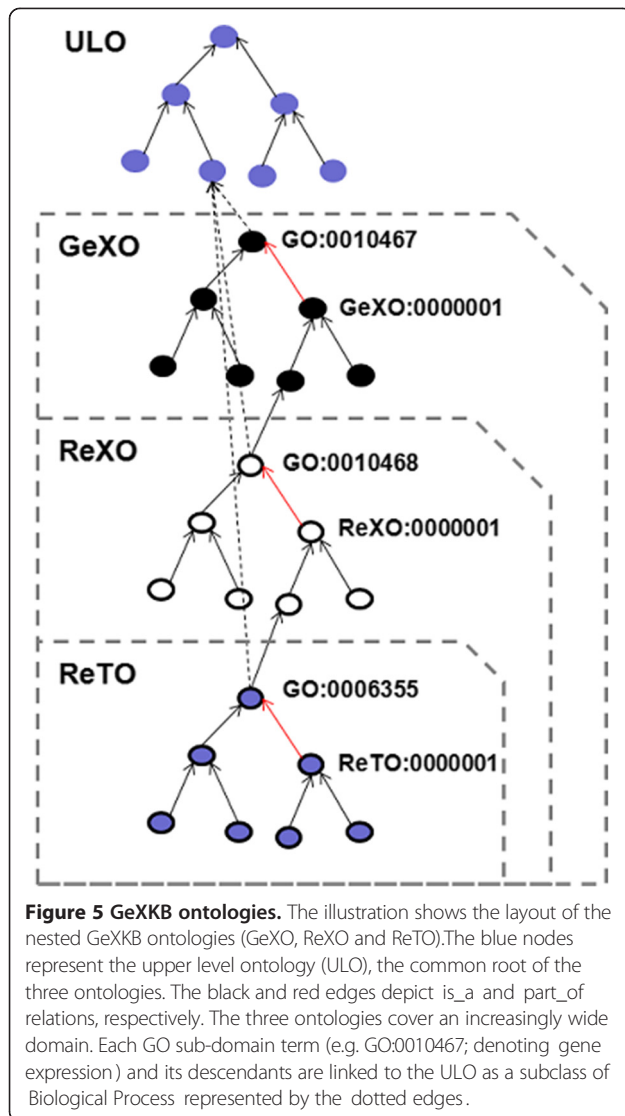 ULO
GeXO
GO:0010467
GeXO:0000001
ReXO
GO:0010468
ReXO:0000001
ReTO
GO:0006355
ReTO:0000001
Figure 5 GeXKB ontologies. The illustration shows the layout of the
nested GeXKB ontologies (GeXO, ReXO and ReTO).The blue nodes
represent the upper level ontology (ULO), the common root of the
three ontologies. The black and red edges depict is_a and part_of
relations, respectively. The three ontologies cover an increasingly wide
domain. Each GO sub-domain term (e.g. GO:0010467; denoting gene
expression) and its descendants are linked to the ULO as a subclass of
Biological Process represented by the dotted edges.